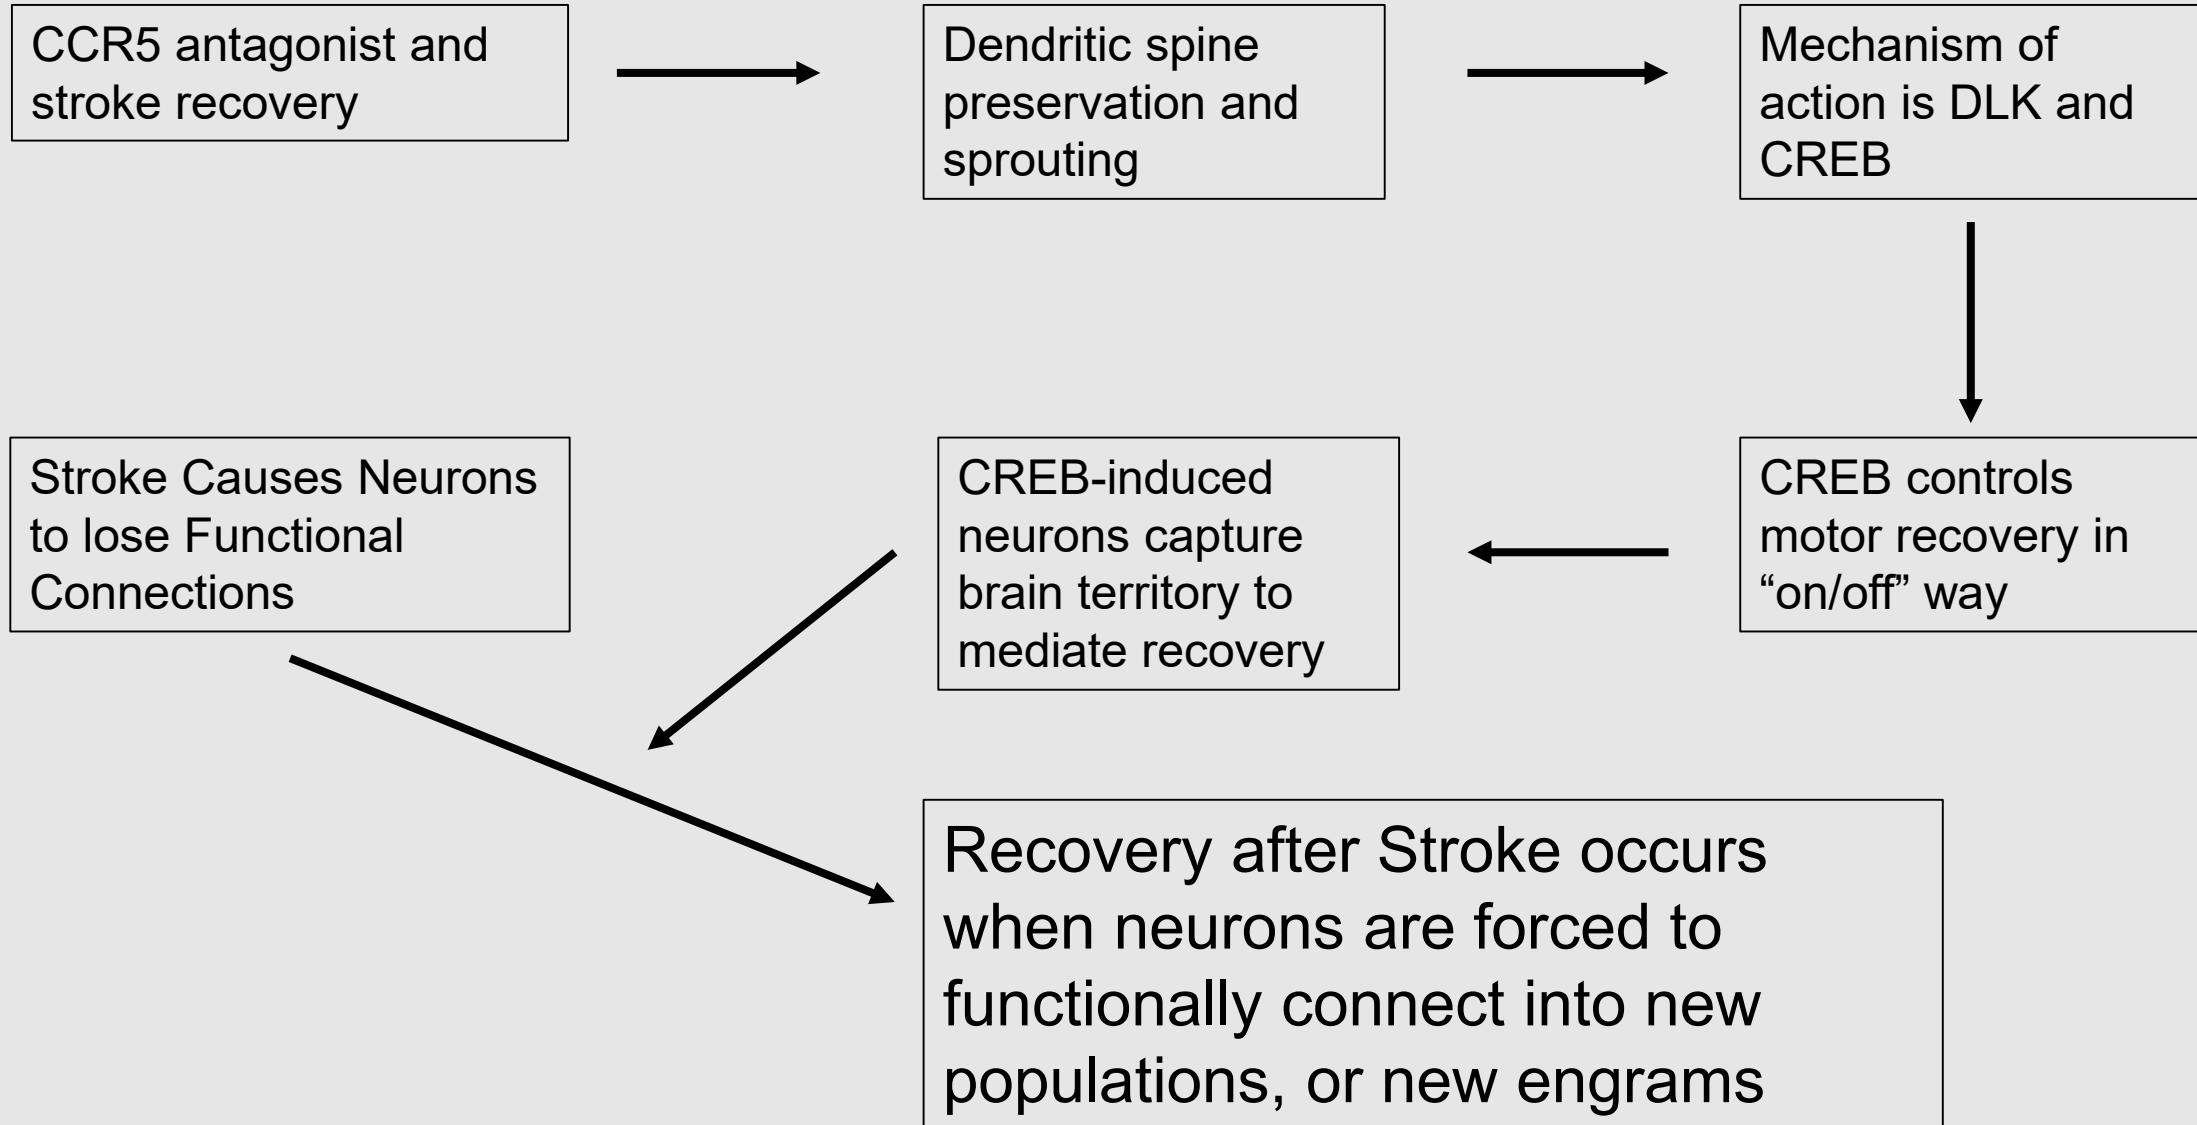 CCR5 antagonist and
stroke recovery
Dendritic spine
preservation and
sprouting
Mechanism of
action is DLK and
CREB
Stroke Causes Neurons
to lose Functional
Connections
CREB-induced
neurons capture
brain territory to
mediate recovery
CREB controls
motor recovery in
“on/off” way
Recovery after Stroke occurs
when neurons are forced to
functionally connect into new
populations, or new engrams